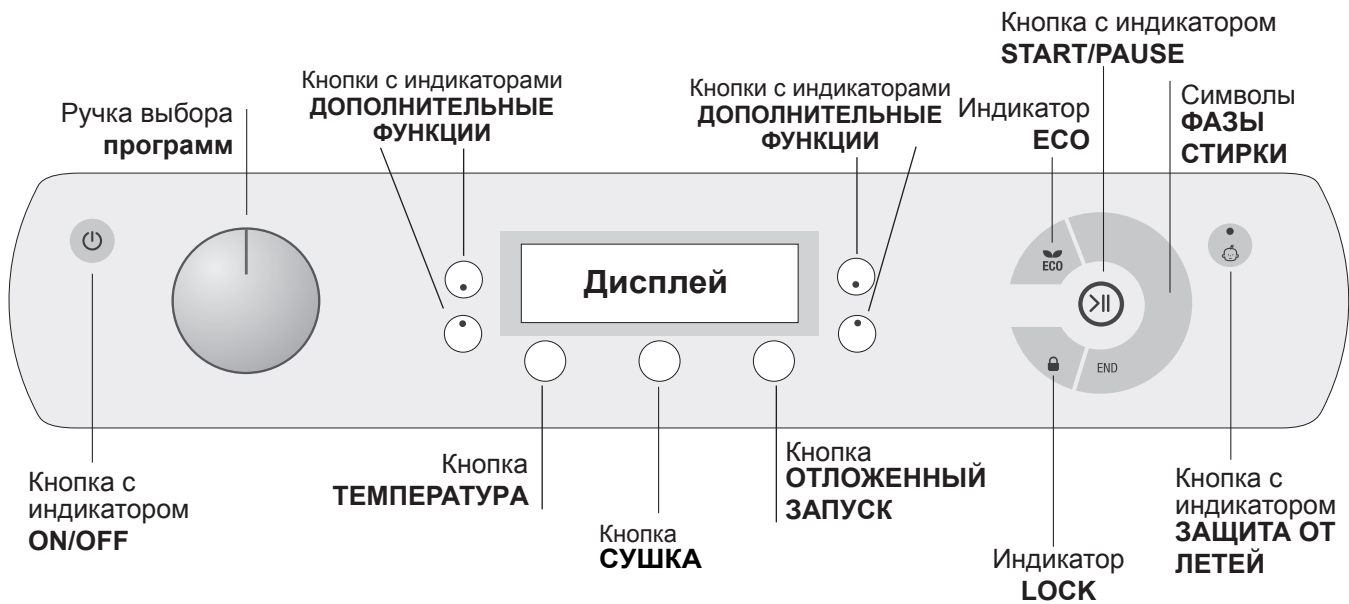 Кнопка с индикатором
START/PAUSE
Кнопки с индикаторами
ДОПОЛНИТЕЛЬНЫЕ
ФУНКЦИИ
Кнопки с индикаторами
ДОПОЛНИТЕЛЬНЫЕ
ФУНКЦИИ
Ручка выбора
программ
Индикатор
ECO
Символы
ФАЗЫ
СТИРКИ
ECO
Дисплей
END
Кнопка с
индикатором
ON/OFF
Кнопка
ТЕМПЕРАТУРА
Кнопка
СУШКА
Кнопка
ОТЛОЖЕННЫЙ
ЗАПУСК
Индикатор
LOCK
Кнопка с
индикатором
ЗАЩИТА ОТ
ЛЕТЕЙ